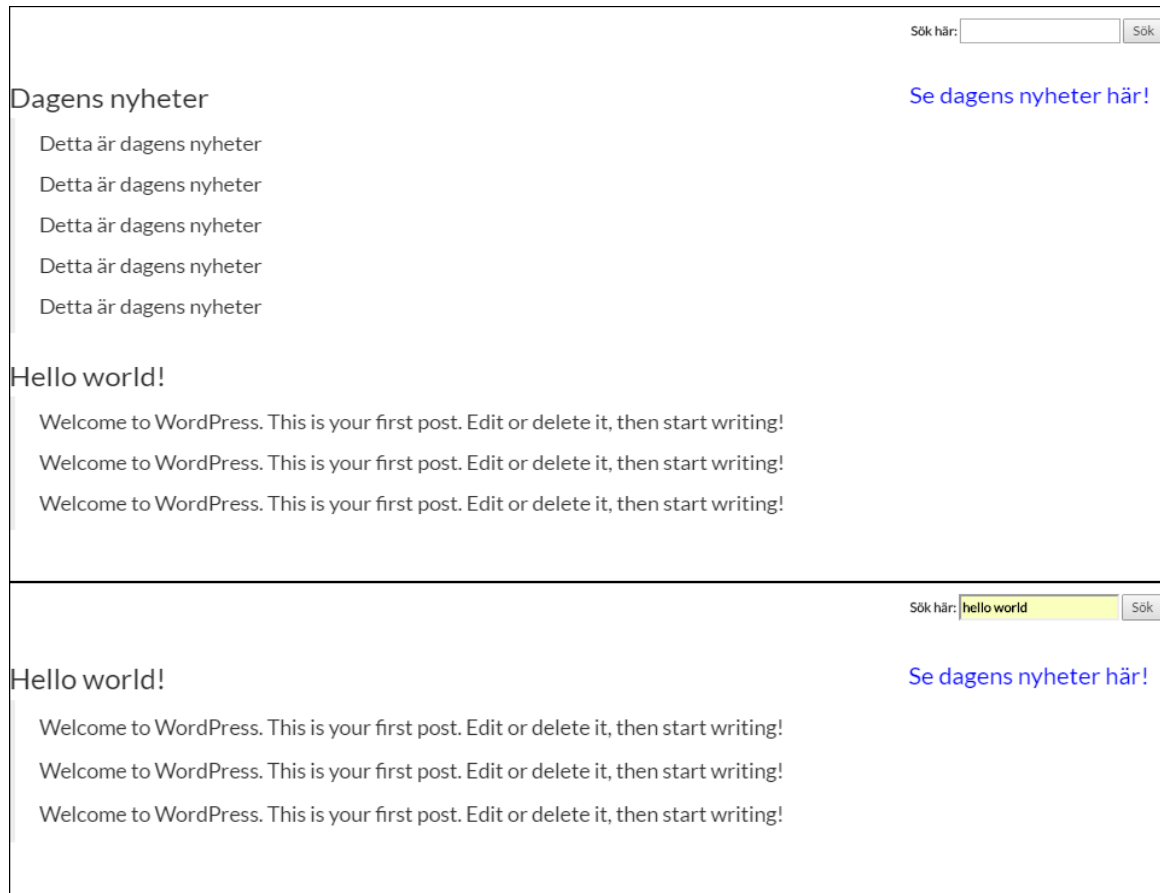 Sök här: Sök
Dagens nyheter
Se dagens nyheter här!
Detta är dagens nyheter
Detta är dagens nyheter
Detta är dagens nyheter
Detta är dagens nyheter
Detta är dagens nyheter
Hello world!
Welcome to WordPress. This is your first post. Edit or delete it, then start writing!
Welcome to WordPress. This is your first post. Edit or delete it, then start writing!
Welcome to WordPress. This is your first post. Edit or delete it, then start writing!
Sök här: hello world Sök
Hello world!
Se dagens nyheter här!
Welcome to WordPress. This is your first post. Edit or delete it, then start writing!
Welcome to WordPress. This is your first post. Edit or delete it, then start writing!
Welcome to WordPress. This is your first post. Edit or delete it, then start writing!